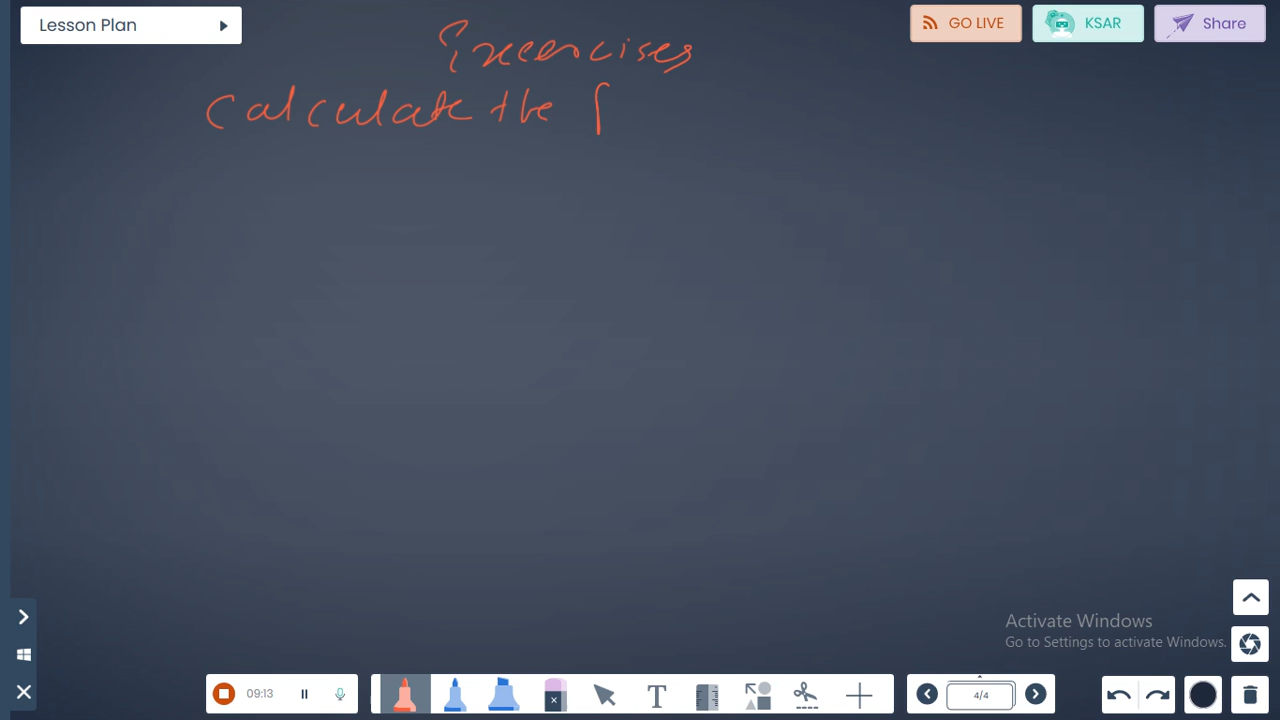 Lesson Plan
GO LIVE
KSAR
Share
Excercises
Calculate the f
Activate Windows
Go to Settings to activate Windows.
09:13
T
4/4